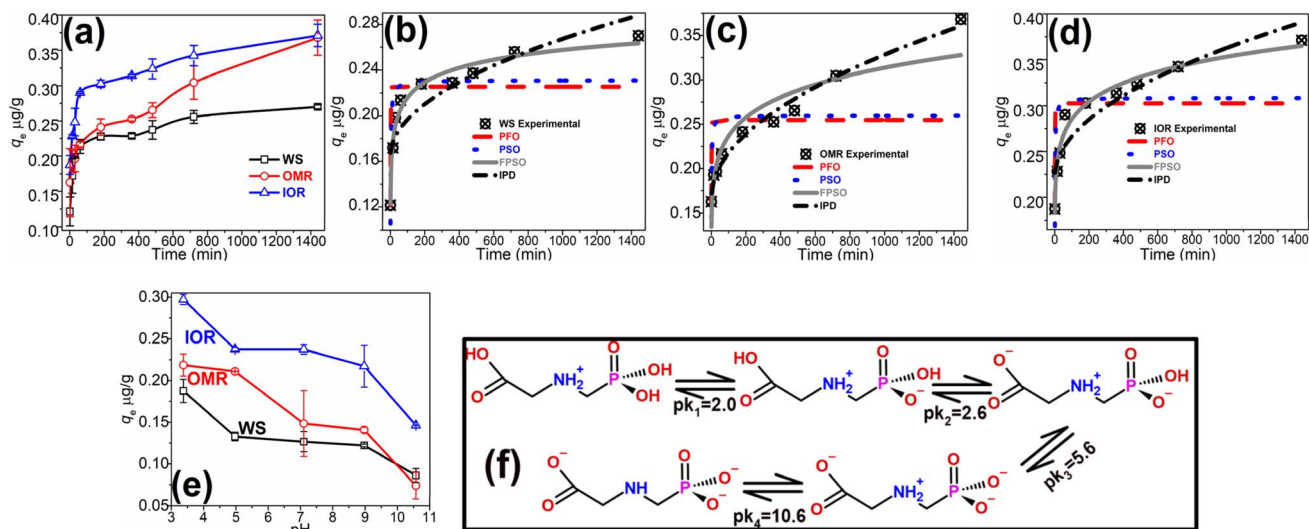 (a)
qe µg/g
0.40
0.35
0.30
0.25
0.20
0.15
0.10
WS
OMR
IOR
0 200 400 600 800 1000 1200 1400
Time (min)
(b)
qe µg/g
0.28
0.24
0.20
0.16
0.12
WS Experimental
PFO
PSO
FPSO
IPD
0 200 400 600 800 1000 1200 1400
Time (min)
(c)
qe µg/g
0.35
0.30
0.25
0.20
0.15
OMR Experimental
PFO
PSO
FPSO
IPD
0 200 400 600 800 1000 1200 1400
Time (min)
(d)
qe µg/g
0.40
0.35
0.30
0.25
0.20
IOR Experimental
PFO
PSO
FPSO
IPD
0 200 400 600 800 1000 1200 1400
Time (min)
qe µg/g
0.30
0.25
0.20
0.15
0.10
0.05
IOR
OMR
WS
(e)
3 4 5 6 7 8 9 10 11
pH
HO O NH2+ O P OH OH
pk1=2.0
HO O NH2+ O P OH O−
pk2=2.6
O− O NH2+ O P OH O−
pk3=5.6
(f)
O− O NH O P O− O−
pk4=10.6
O− O NH2+ O P O− O−